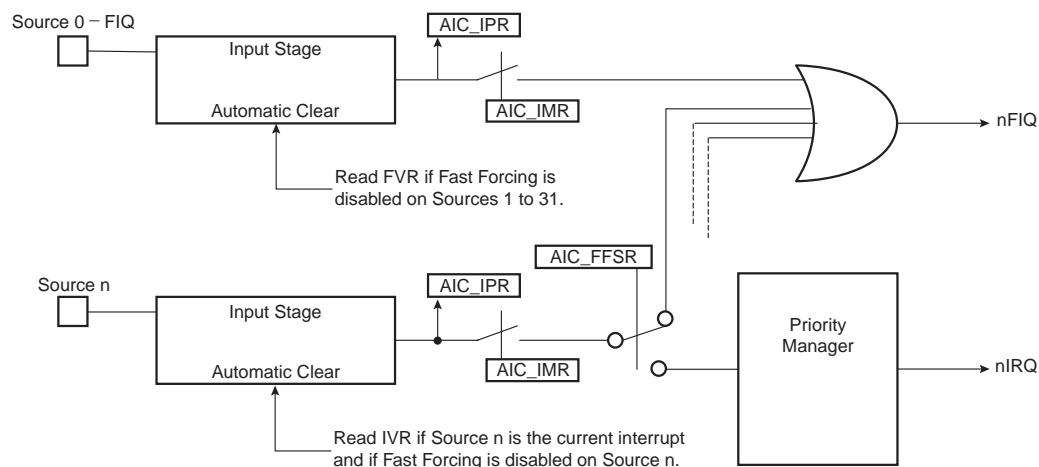 Source 0 – FIQ
AIC_IPR
Input Stage
Automatic Clear
AIC_IMR
nFIQ
Read FVR if Fast Forcing is
disabled on Sources 1 to 31.
AIC_FFSR
Source n
AIC_IPR
Input Stage
Priority
Manager
Automatic Clear
AIC_IMR
nIRQ
Read IVR if Source n is the current interrupt
and if Fast Forcing is disabled on Source n.